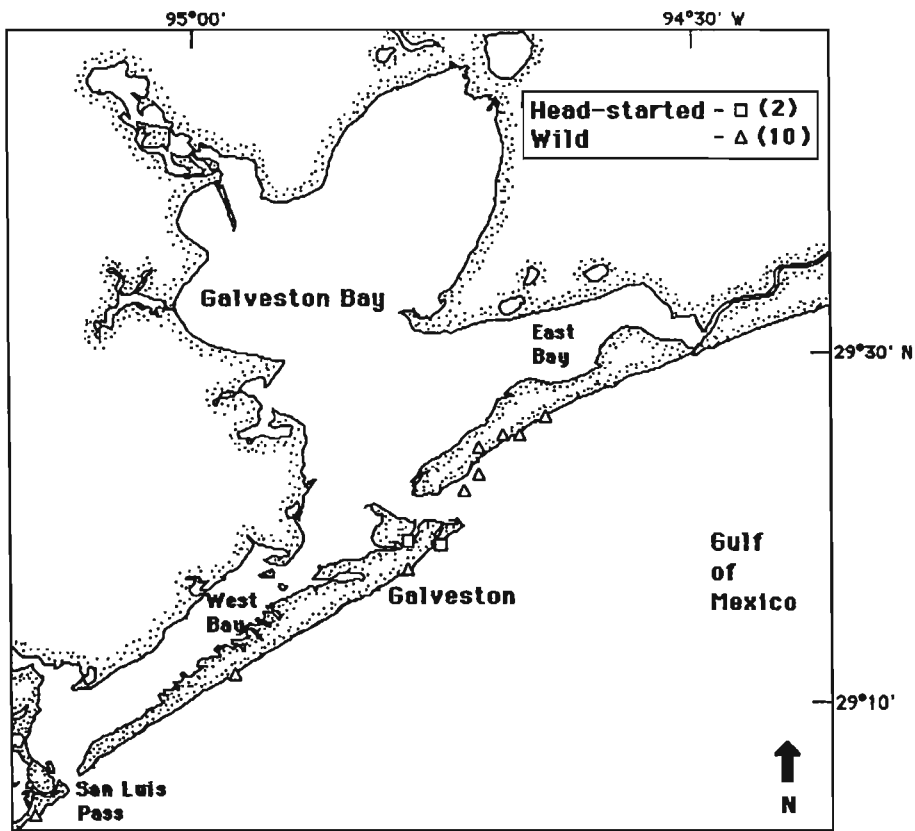 95°00'
94°30' W
Head-started - □ (2)
Wild - △ (10)
Galveston Bay
East
Bay
29°30' N
Gulf
of
Mexico
Galveston
West
Bay
29°10'
San Luis
Pass
N